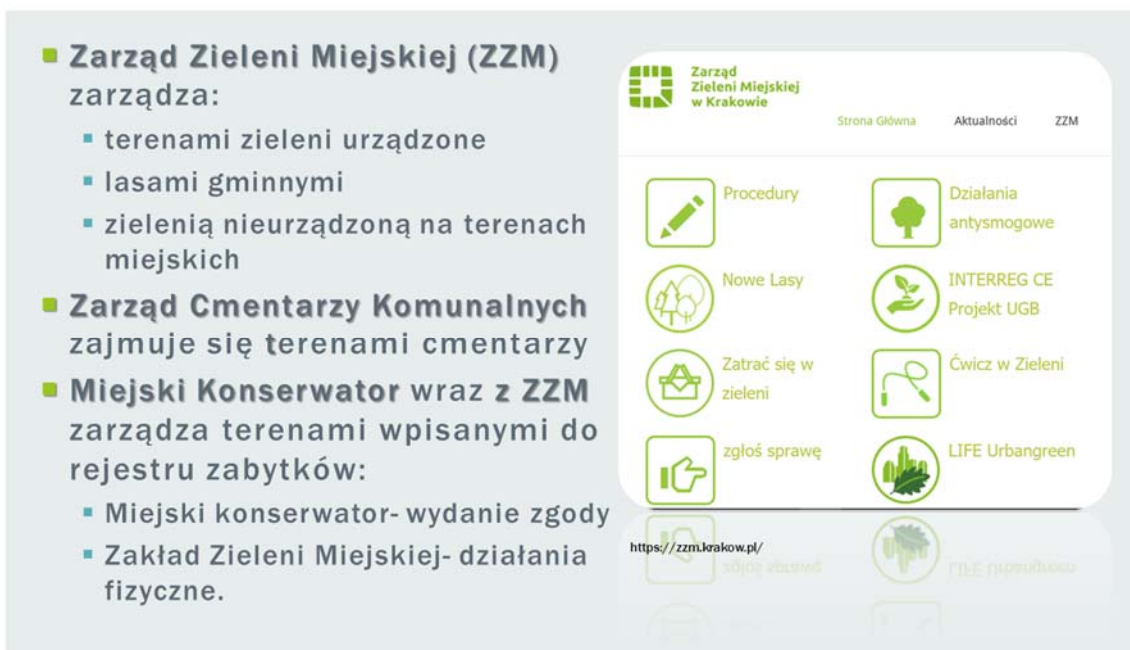 Zarząd Zieleni Miejskiej (ZZM)
zarządza:
terenami zieleni urządzone
lasami gminnymi
zielenią nieurządzoną na terenach
miejskich
Zarząd Cmentarzy Komunalnych
zajmuje się terenami cmentarzy
Miejski Konserwator wraz z ZZM
zarządza terenami wpisanymi do
rejestru zabytków:
Miejski konserwator- wydanie zgody
Zakład Zieleni Miejskiej- działania
fizyczne.
Zarząd
Zieleni Miejskiej
w Krakowie
Strona Główna Aktualności ZZM
Procedury
Działania
antysmogowe
Nowe Lasy
INTERREG CE
Projekt UGB
Zatrać się w
zieleni
Ćwicz w Zieleni
zgłoś sprawę
LIFE Urbangreen
https://zzm.krakow.pl/